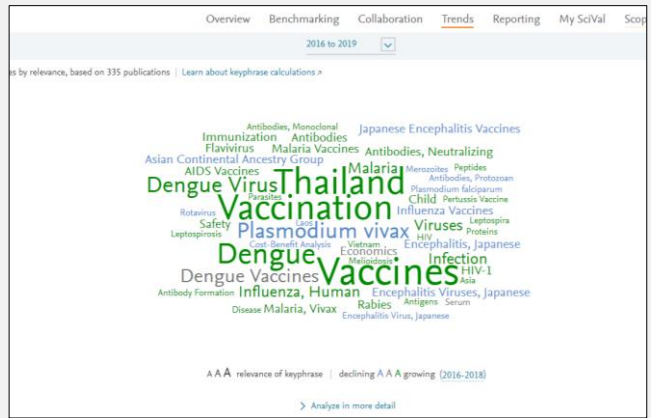 Overview Benchmarking Collaboration Trends Reporting My SciVal Scop
2016 to 2019
es by relevance, based on 335 publications | Learn about keyphrase calculations ↗
Antibodies, Monoclonal Japanese Encephalitis Vaccines
Immunization Antibodies
Flavivirus Malaria Vaccines Antibodies, Neutralizing
Asian Continental Ancestry Group
AIDS Vaccines Malaria Merozoites Peptides
Antibodies, Protozoan
Dengue Virus Thailand Plasmodium falciparum
Parasites Child Pertussis Vaccine
Rotavirus Vaccination Influenza Vaccines
Safety Laos Viruses Leptospira
Leptospirosis Plasmodium vivax HIV Proteins
Cost-Benefit Analysis Vietnam Encephalitis, Japanese
Dengue Economics Infection
Melioidosis
Dengue Vaccines Vaccines HIV-1
Asia
Antibody Formation Influenza, Human Encephalitis Viruses, Japanese
Disease Malaria, Vivax Rabies Antigens Serum
Encephalitis Virus, Japanese
A A A relevance of keyphrase | declining A A A growing (2016-2018)
> Analyze in more detail